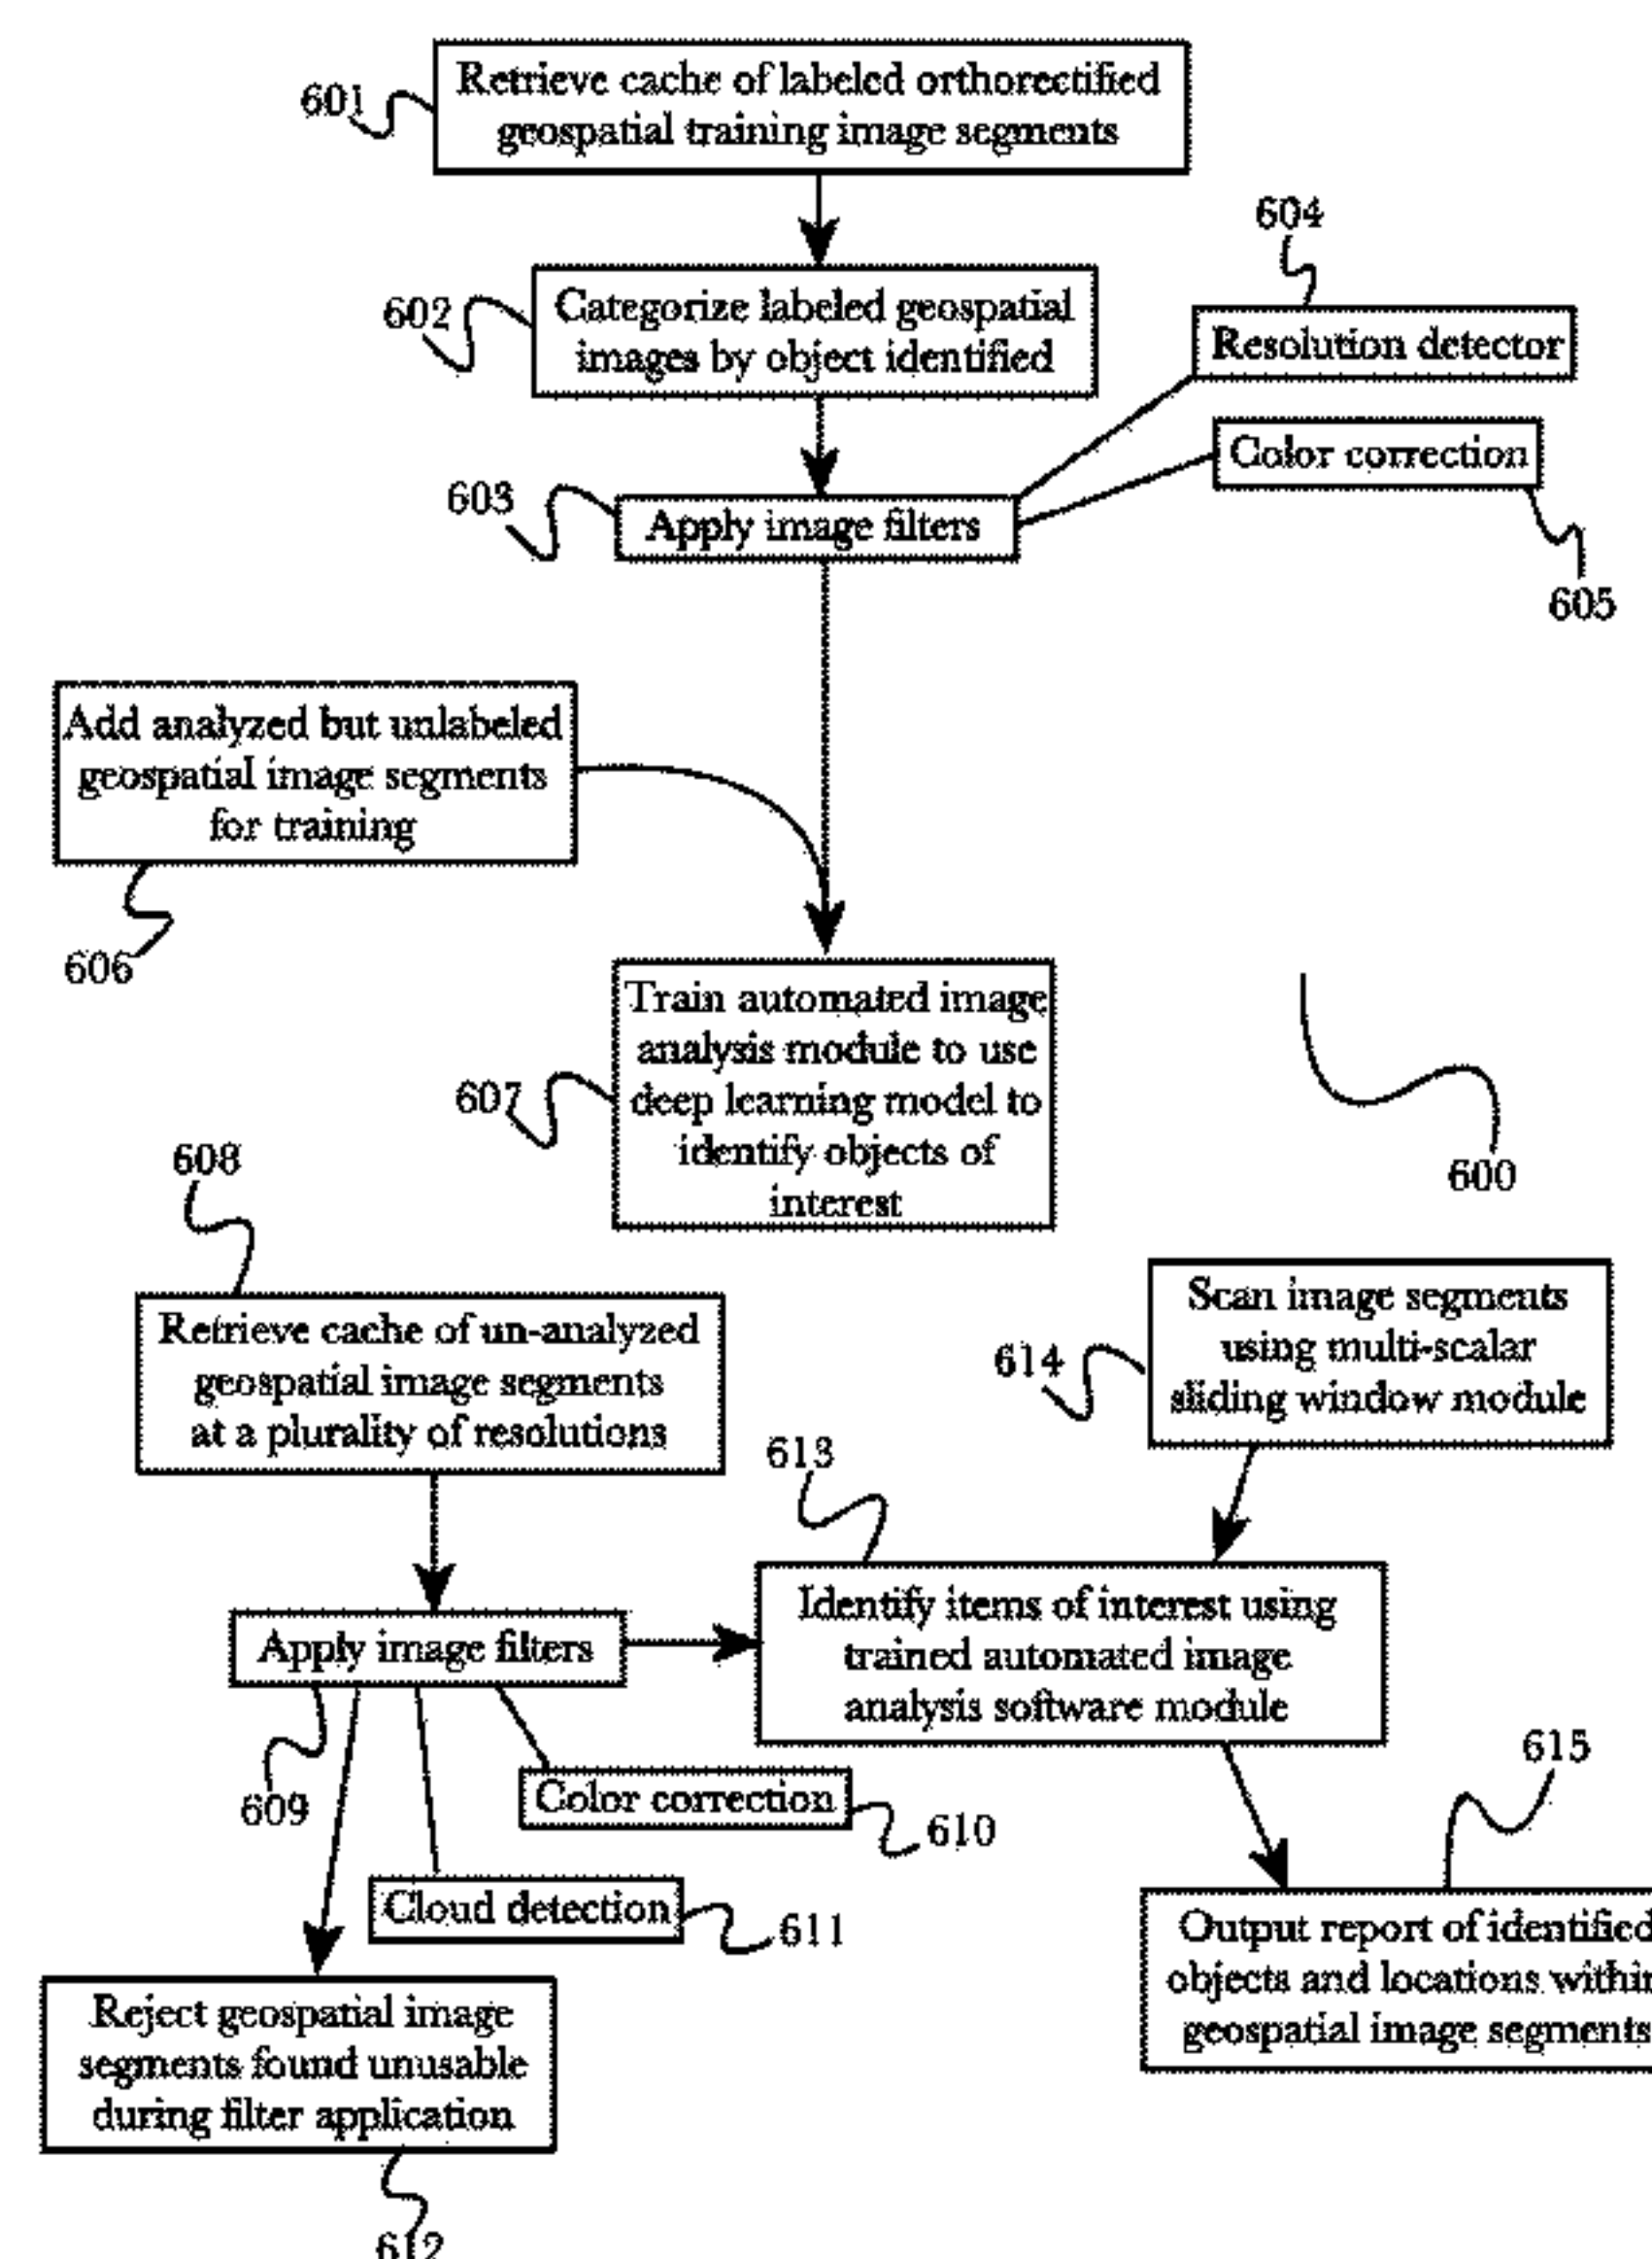 601
Retrieve cache of labeled orthorectified
geospatial training image segments
604
602
Categorize labeled geospatial
images by object identified
Resolution detector
Color correction
603
Apply image filters
605
Add analyzed but unlabeled
geospatial image segments
for training
606
Train automated image
analysis module to use
deep learning model to
identify objects of
interest
607
600
608
Retrieve cache of un-analyzed
geospatial image segments
at a plurality of resolutions
Scan image segments
using multi-scalar
sliding window module
614
613
Identify items of interest using
trained automated image
analysis software module
Apply image filters
609
Color correction
610
615
Cloud detection
611
Output report of identified
objects and locations within
geospatial image segments
Reject geospatial image
segments found unusable
during filter application
612